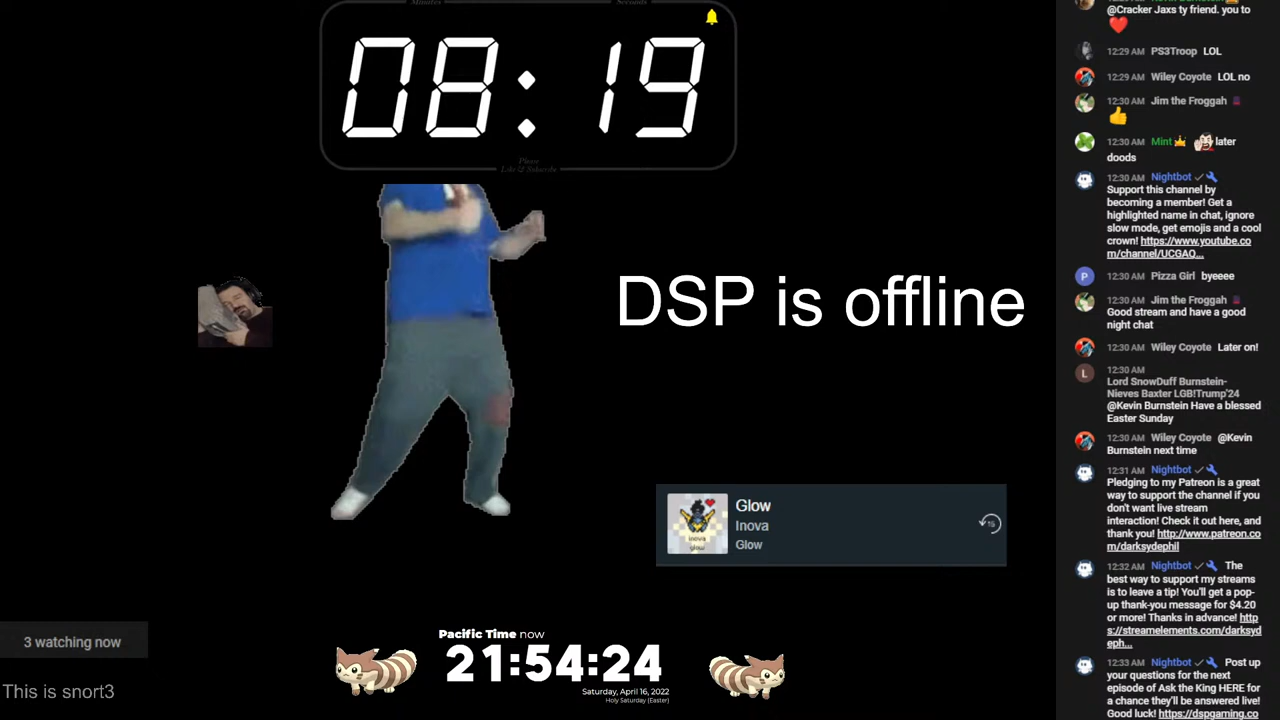 Minutes
Seconds
08:19
Please
Like & Subscribe
DSP is offline
Glow
Inova
Glow
15
inova
glow
3 watching now
This is snort3
Pacific Time now
21:54:24
Saturday, April 16, 2022
Holy Saturday (Easter)
@Cracker Jaxs ty friend. you to
12:29 AM PS3Troop LOL
12:29 AM Wiley Coyote LOL no
12:30 AM Jim the Froggah
12:30 AM Mint later
doods
12:30 AM Nightbot
Support this channel by
becoming a member! Get a
highlighted name in chat, ignore
slow mode, get emojis and a cool
crown! https://www.youtube.co
m/channel/UCGAQ...
P
12:30 AM Pizza Girl byeeee
12:30 AM Jim the Froggah
Good stream and have a good
night chat
12:30 AM Wiley Coyote Later on!
L
12:30 AM
Lord SnowDuff Burnstein-
Nieves Baxter LGB!Trump'24
@Kevin Burnstein Have a blessed
Easter Sunday
12:30 AM Wiley Coyote @Kevin
Burnstein next time
12:31 AM Nightbot
Pledging to my Patreon is a great
way to support the channel if you
don't want live stream
interaction! Check it out here, and
thank you! http://www.patreon.co
m/darksydephil
12:32 AM Nightbot The
best way to support my streams
is to leave a tip! You'll get a pop-
up thank-you message for $4.20
or more! Thanks in advance! http
s://streamelements.com/darksyd
eph...
12:33 AM Nightbot Post up
your questions for the next
episode of Ask the King HERE for
a chance they'll be answered live!
Good luck! https://dspgaming.co